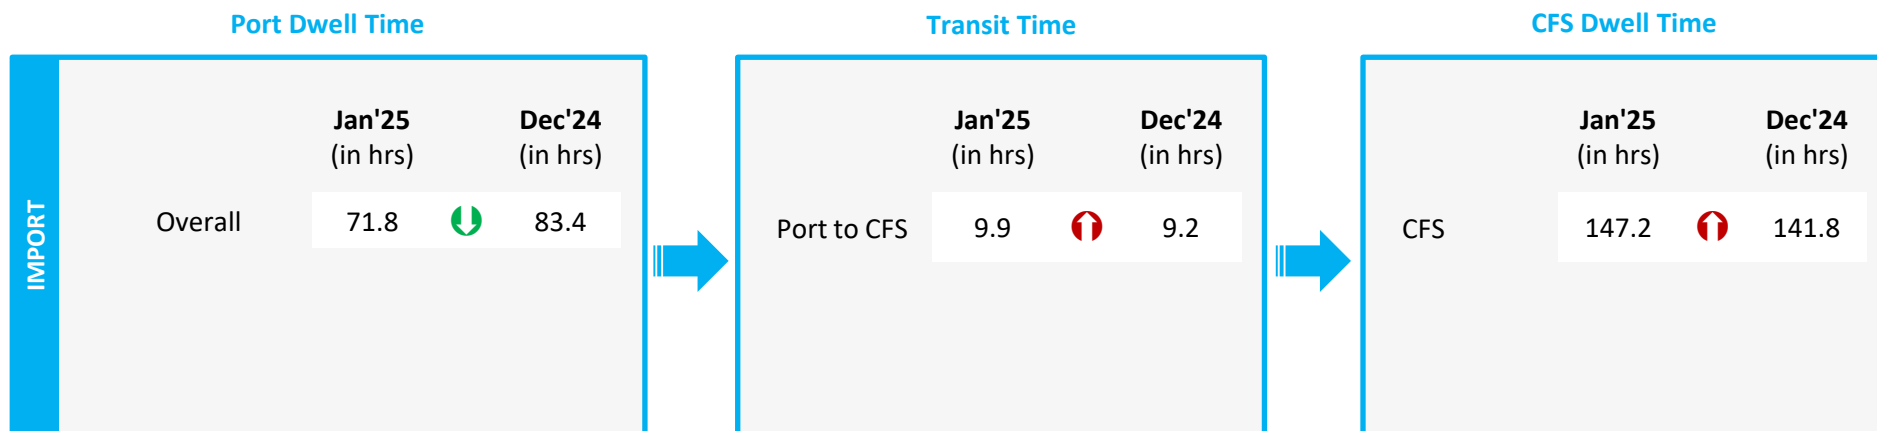 Port Dwell Time
Transit Time
CFS Dwell Time
IMPORT
Jan'25 Dec'24
(in hrs) (in hrs)
Overall 71.8 83.4
Jan'25 Dec'24
(in hrs) (in hrs)
Port to CFS 9.9 9.2
Jan'25 Dec'24
(in hrs) (in hrs)
CFS 147.2 141.8